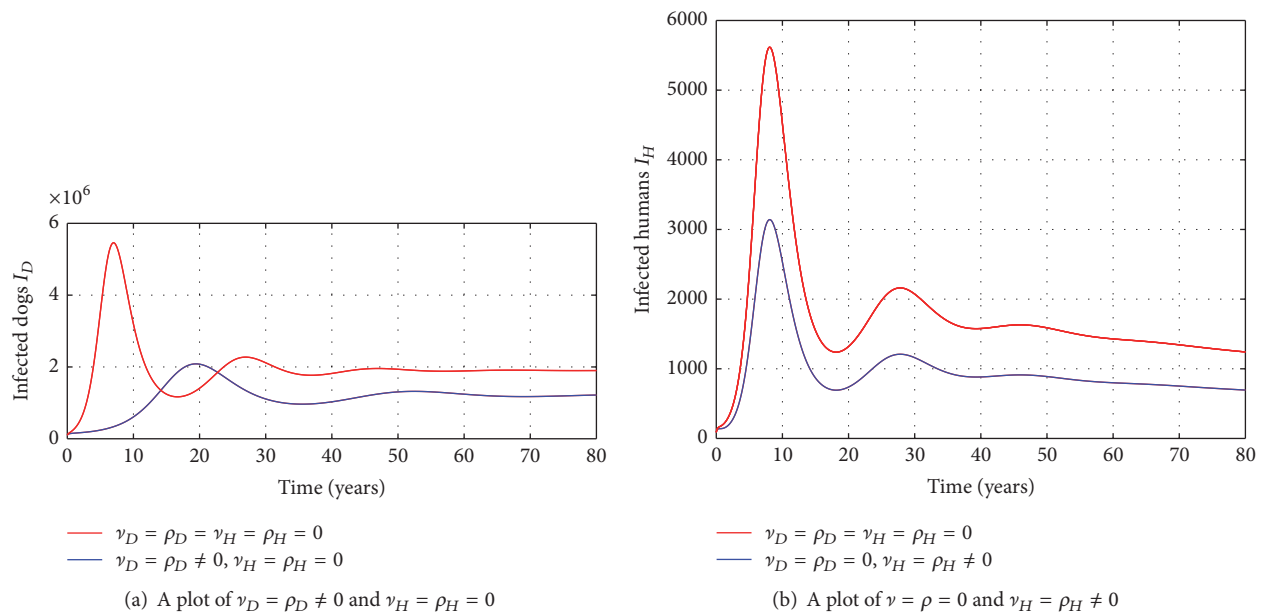 ×10⁶
6
4
2
0
Infected dogs I_D
0 10 20 30 40 50 60 70 80
Time (years)
ν_D = ρ_D = ν_H = ρ_H = 0
ν_D = ρ_D ≠ 0, ν_H = ρ_H = 0
(a) A plot of ν_D = ρ_D ≠ 0 and ν_H = ρ_H = 0
6000
5000
4000
3000
2000
1000
0
Infected humans I_H
0 10 20 30 40 50 60 70 80
Time (years)
ν_D = ρ_D = ν_H = ρ_H = 0
ν_D = ρ_D = 0, ν_H = ρ_H ≠ 0
(b) A plot of ν = ρ = 0 and ν_H = ρ_H ≠ 0